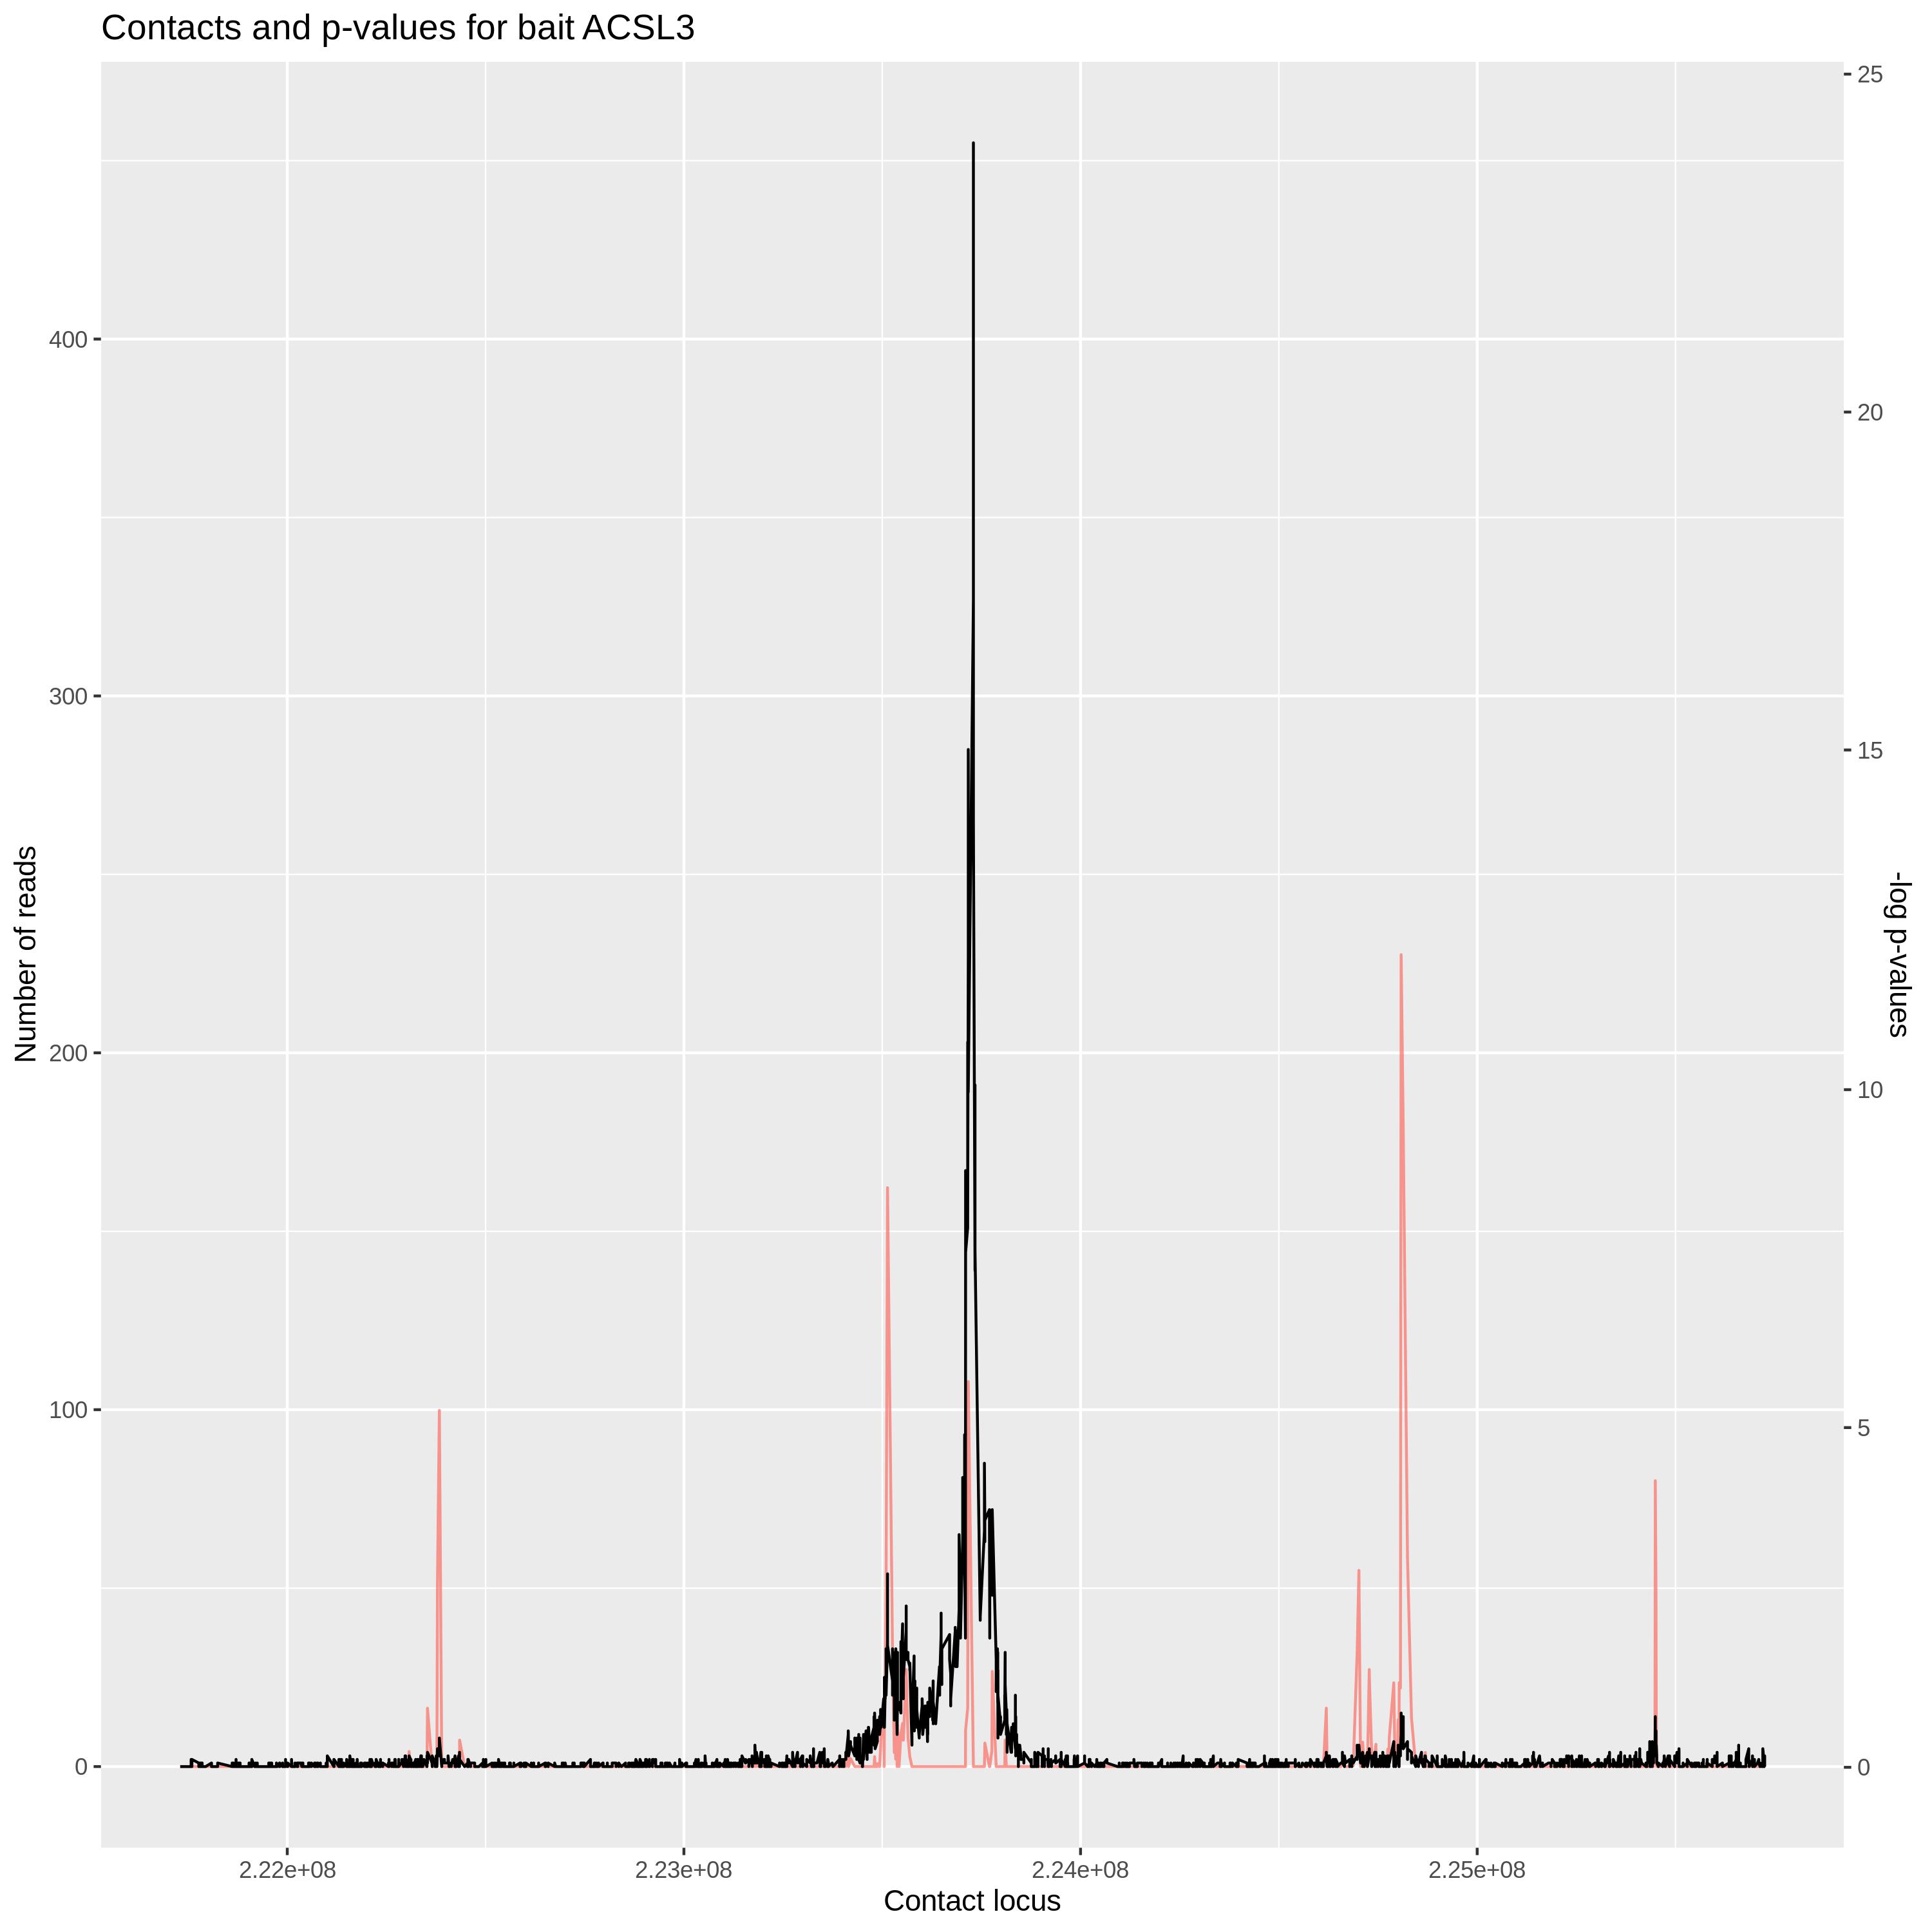 Contacts and p-values for bait ACSL3
25
400
20
300
15
Number of reads
-log p-values
200
10
100
5
0
0
2.22e+08
2.23e+08
2.24e+08
2.25e+08
Contact locus